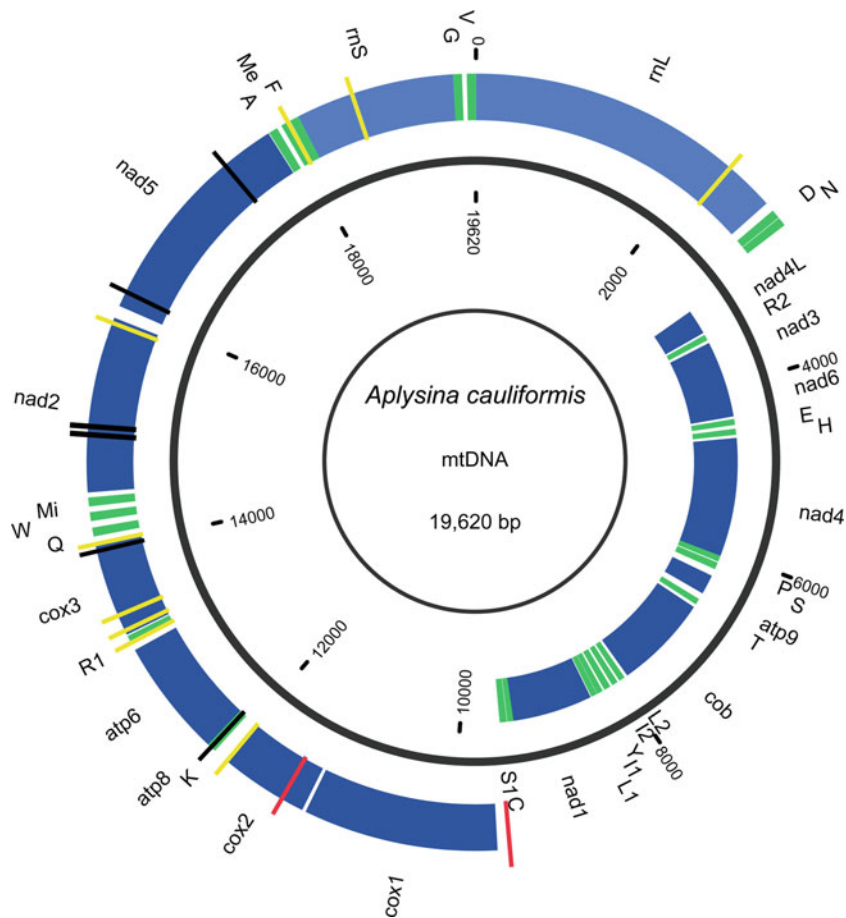 V
G
0
rnS
rnL
F
Me
A
nad5
D
N
19620
18000
2000
nad4L
R2
nad3
4000
nad6
E
H
16000
Aplysina cauliformis
mtDNA
19,620 bp
nad2
Mi
W
Q
14000
nad4
cox3
6000
P
S
atp9
T
R1
12000
10000
atp6
cob
L2
I2
8000
Y
I1
L1
atp8
K
S1
C
nad1
cox2
cox1